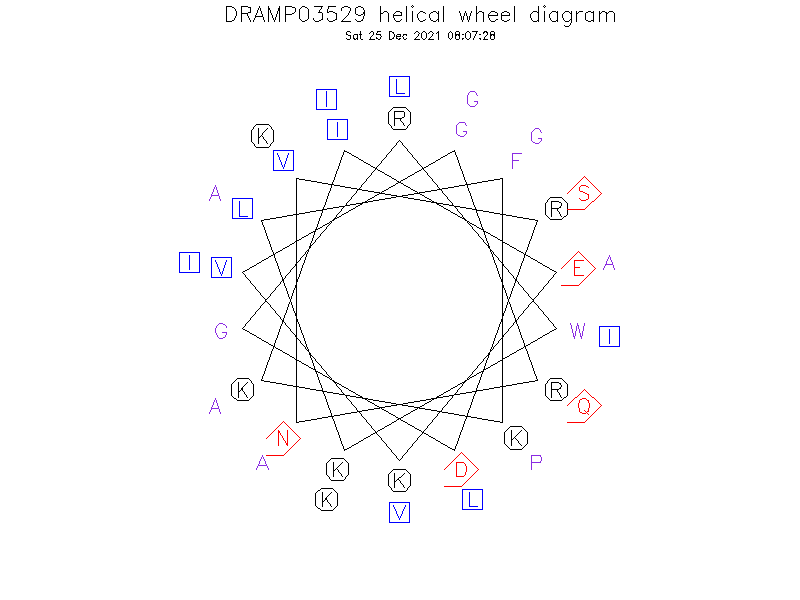 DRAMP03529 helical wheel diagram
Sat 25 Dec 2021 08:07:28
L
I G
R
K I G G
V F
A L R S
I V E A
G W I
K R
A Q
N K
A K D P
K K L
V